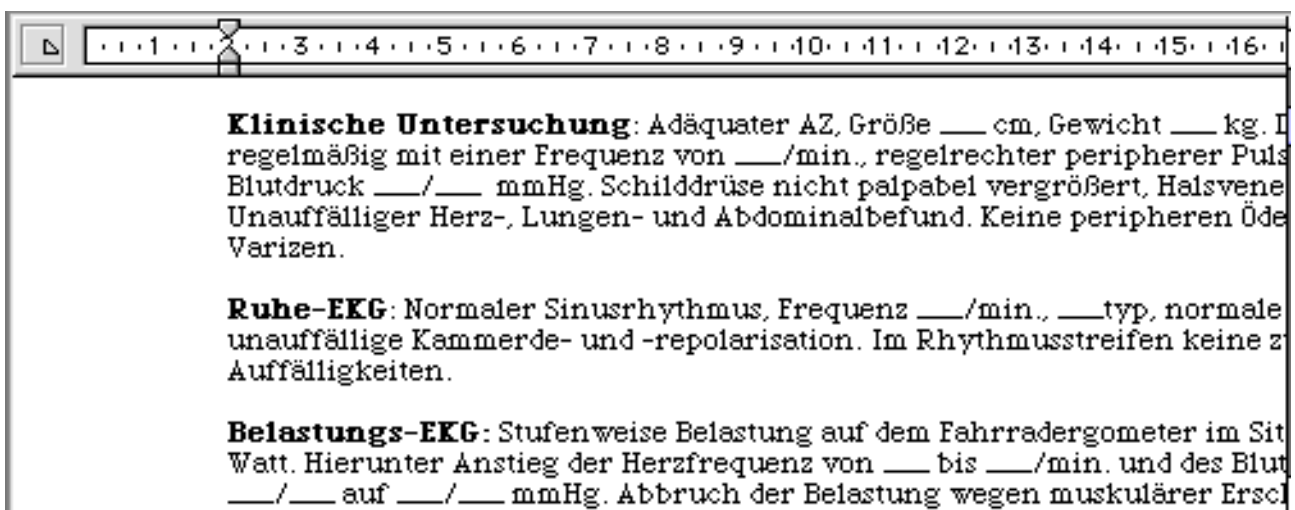 1 2 3 4 5 6 7 8 9 10 11 12 13 14 15 16
Klinische Untersuchung: Adäquater AZ, Größe ___ cm, Gewicht ___ kg.
regelmäßig mit einer Frequenz von ___/min., regelrechter peripherer Puls
Blutdruck ___/___ mmHg. Schilddrüse nicht palpabel vergrößert, Halsvene
Unauffälliger Herz-, Lungen- und Abdominalbefund. Keine peripheren Öde
Varizen.
Ruhe-EKG: Normaler Sinusrhythmus, Frequenz ___/min., ___typ, normale
unauffällige Kammerde- und -repolarisation. Im Rhythmusstreifen keine
Auffälligkeiten.
Belastungs-EKG: Stufenweise Belastung auf dem Fahrradergometer im Sit
Watt. Hierunter Anstieg der Herzfrequenz von ___ bis ___/min. und des Blut
___/___ auf ___/___ mmHg. Abbruch der Belastung wegen muskulärer